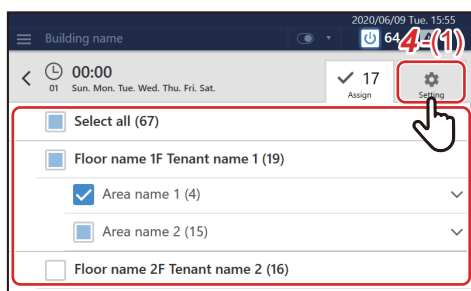 2020/06/09 Tue. 15:55
Building name
64
4-(1)
00:00
01 Sun. Mon. Tue. Wed. Thu. Fri. Sat.
17
Assign
Setting
Select all (67)
Floor name 1F Tenant name 1 (19)
Area name 1 (4)
Area name 2 (15)
Floor name 2F Tenant name 2 (16)